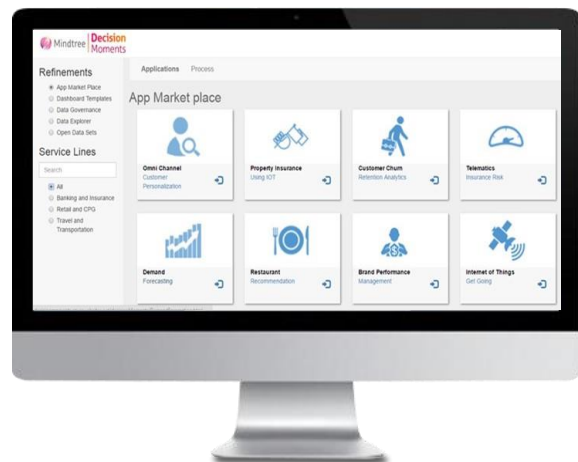 Mindtree Decision
Moments
Refinements
App Market Place
Dashboard Templates
Data Governance
Data Explorer
Open Data Sets
Service Lines
Search
All
Banking and Insurance
Retail and CPG
Travel and
Transportation
Applications Process
App Market place
Omni Channel
Customer
Personalization
Property Insurance
Using IOT
Customer Churn
Retention Analytics
Telematics
Insurance Risk
Demand
Forecasting
Restaurant
Recommendation
Brand Performance
Management
Internet of Things
Get Going